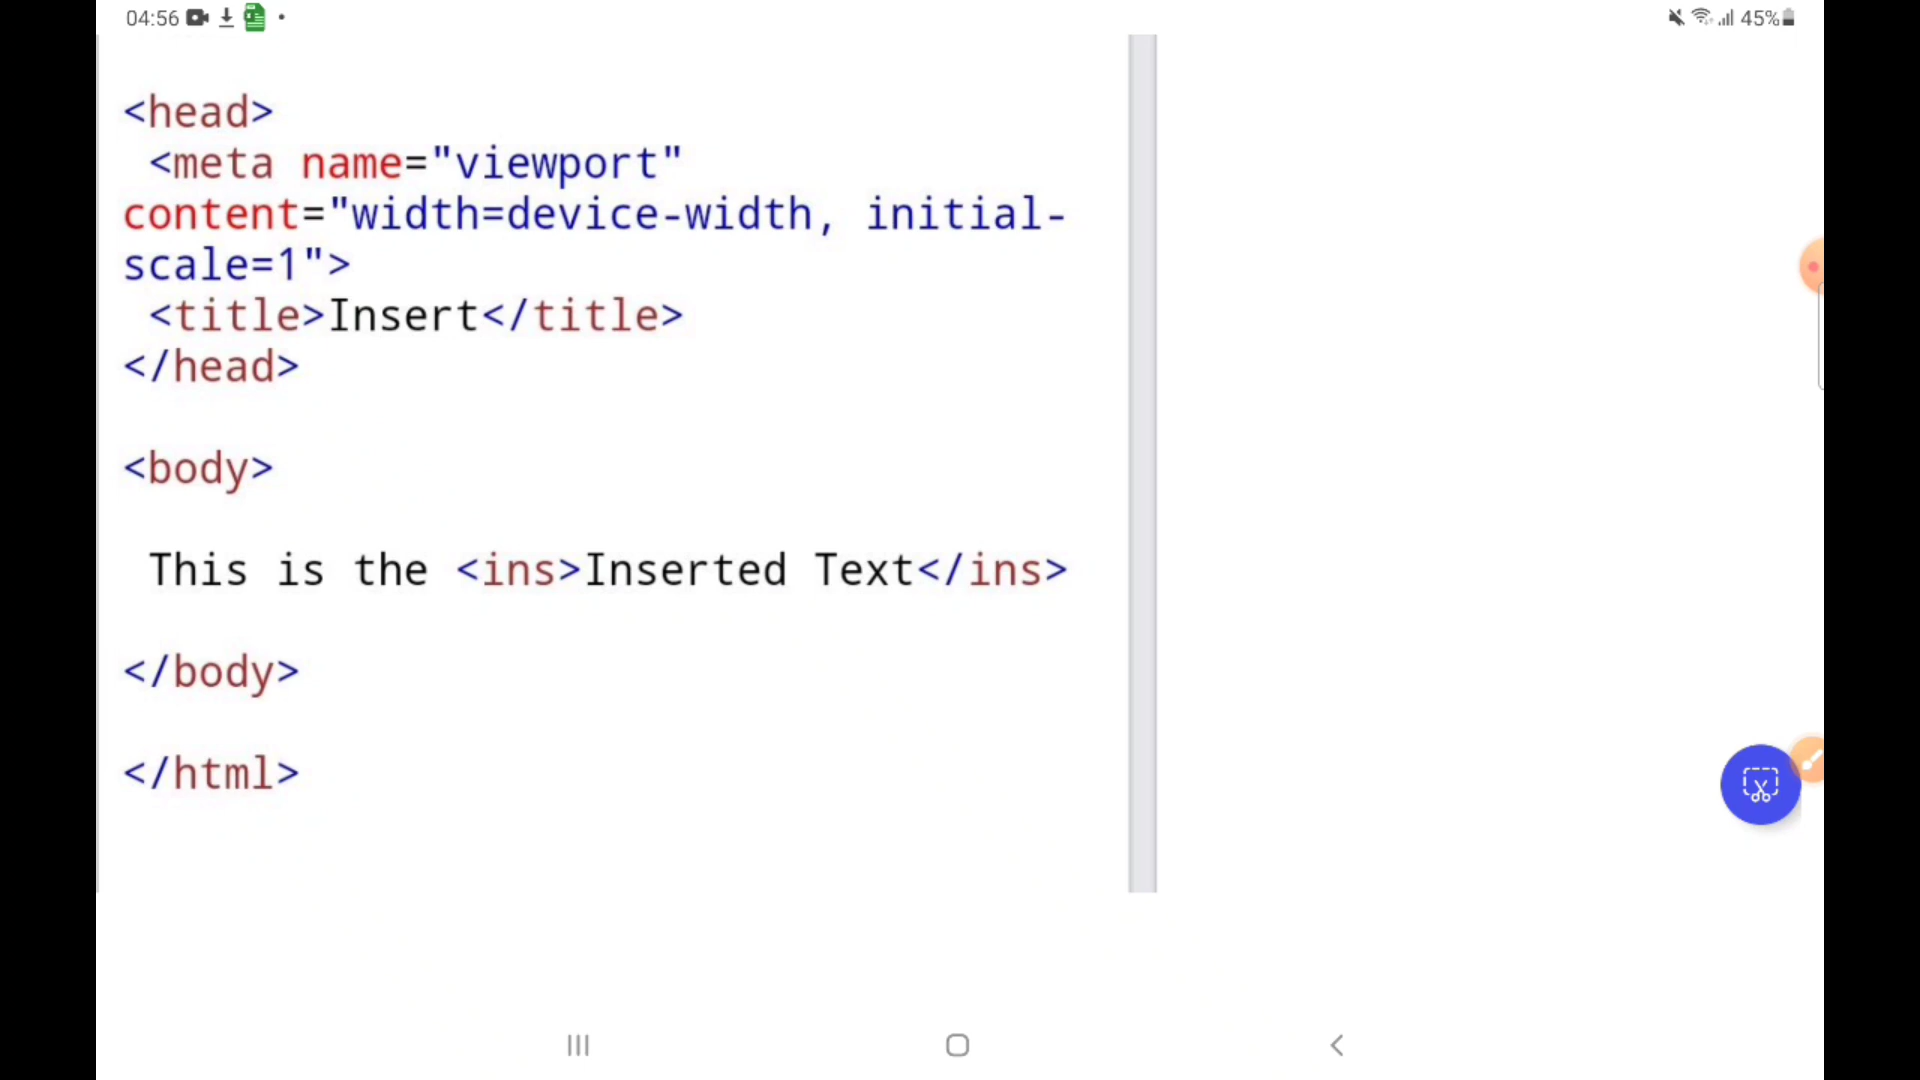 04:56
45%
<head>
<meta name="viewport"
content="width=device-width, initial-
scale=1">
<title>Insert</title>
</head>
<body>
This is the <ins>Inserted Text</ins>
</body>
</html>